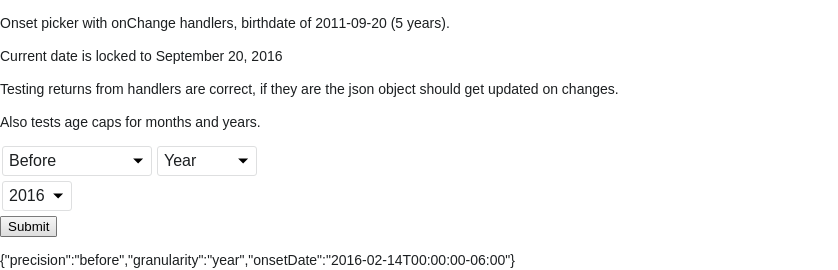 Onset picker with onChange handlers, birthdate of 2011-09-20 (5 years).
Current date is locked to September 20, 2016
Testing returns from handlers are correct, if they are the json object should get updated on changes.
Also tests age caps for months and years.
Before Year
2016
Submit
{"precision":"before","granularity":"year","onsetDate":"2016-02-14T00:00:00-06:00"}